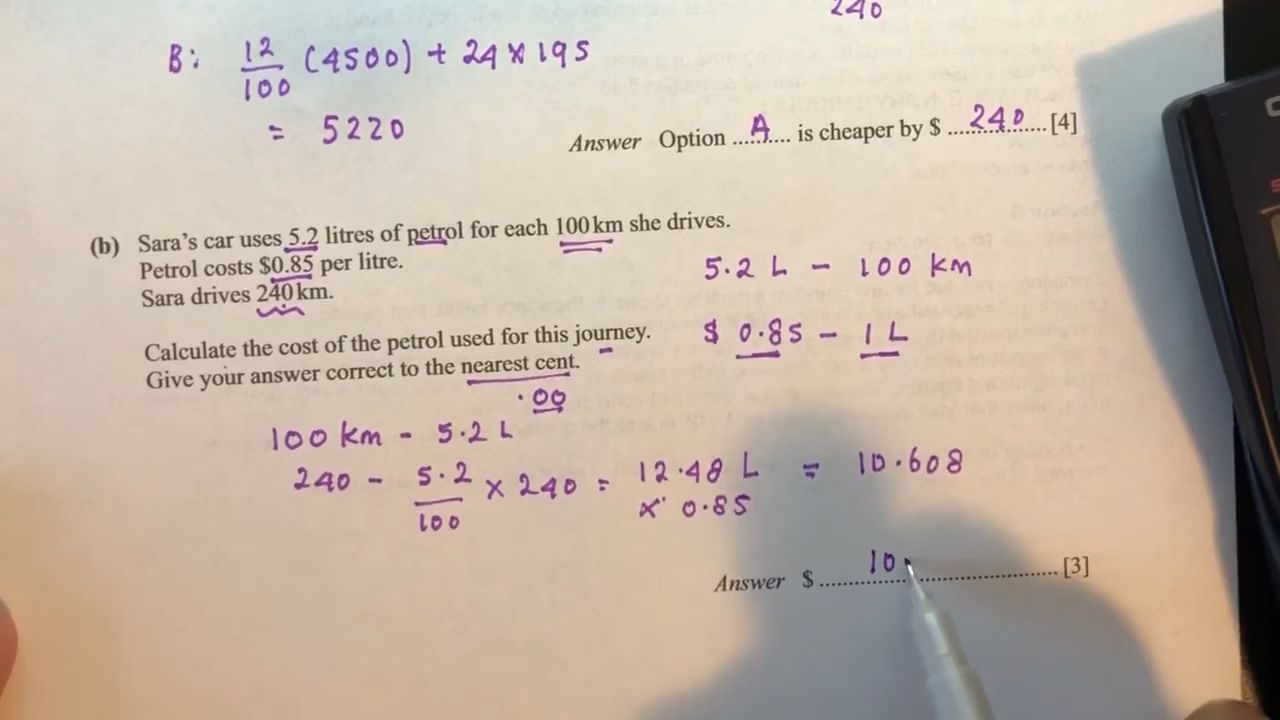 240
B: 12/100 (4500) + 24 × 195
= 5220
Answer Option A is cheaper by $ 240 [4]
(b) Sara's car uses 5.2 litres of petrol for each 100 km she drives.
Petrol costs $0.85 per litre.
Sara drives 240 km.
5.2 L - 100 km
Calculate the cost of the petrol used for this journey.
$ 0.85 - 1 L
Give your answer correct to the nearest cent.
.00
100 km - 5.2 L
240 - 5.2/100 × 240 = 12.48 L = 10.608
× 0.85
Answer $ 10. [3]